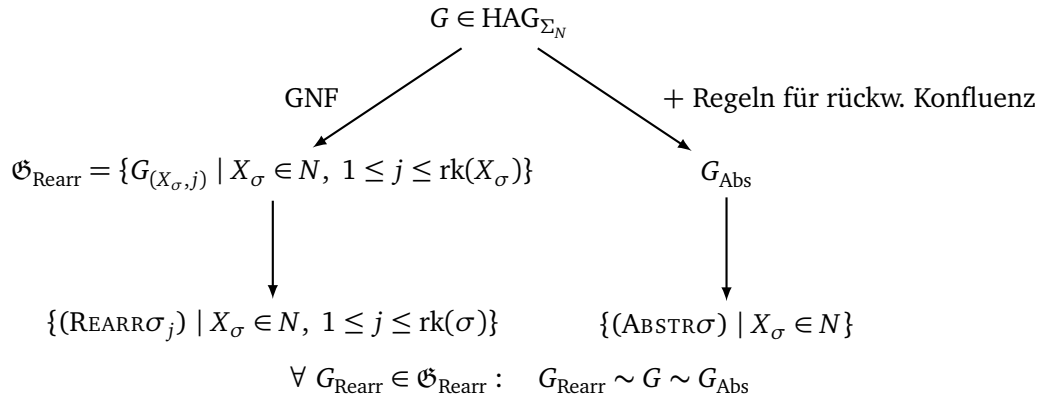 G ∈ HAG_{Σ_N}
GNF
+ Regeln für rückw. Konfluenz
𝔊_Rearr = {G_{(X_σ,j)} | X_σ ∈ N, 1 ≤ j ≤ rk(X_σ)}
G_Abs
{(REARRσ_j) | X_σ ∈ N, 1 ≤ j ≤ rk(σ)}
{(ABSTRσ) | X_σ ∈ N}
∀ G_Rearr ∈ 𝔊_Rearr : G_Rearr ∼ G ∼ G_Abs